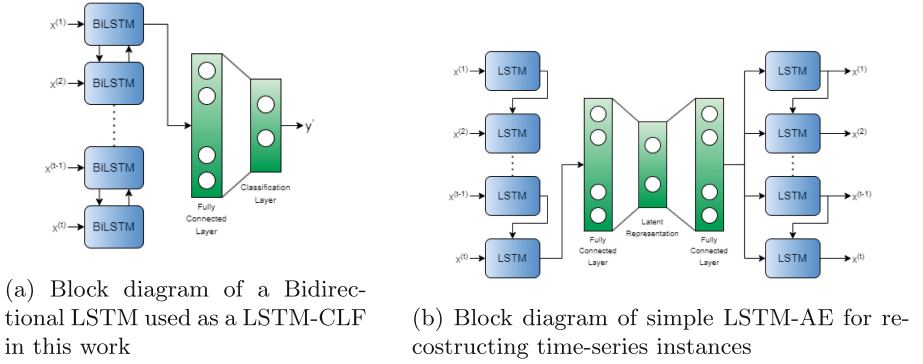 x(1)
BiLSTM
x(2)
BiLSTM
x(t-1)
BiLSTM
x(t)
BiLSTM
Fully
Connected
Layer
Classification
Layer
y'
(a) Block diagram of a Bidirec-
tional LSTM used as a LSTM-CLF
in this work
x(1)
LSTM
x(2)
LSTM
x(t-1)
LSTM
x(t)
LSTM
Fully
Connected
Layer
Latent
Representation
Fully
Connected
Layer
LSTM
x(1)
LSTM
x(2)
LSTM
x(t-1)
LSTM
x(t)
(b) Block diagram of simple LSTM-AE for re-
costructing time-series instances